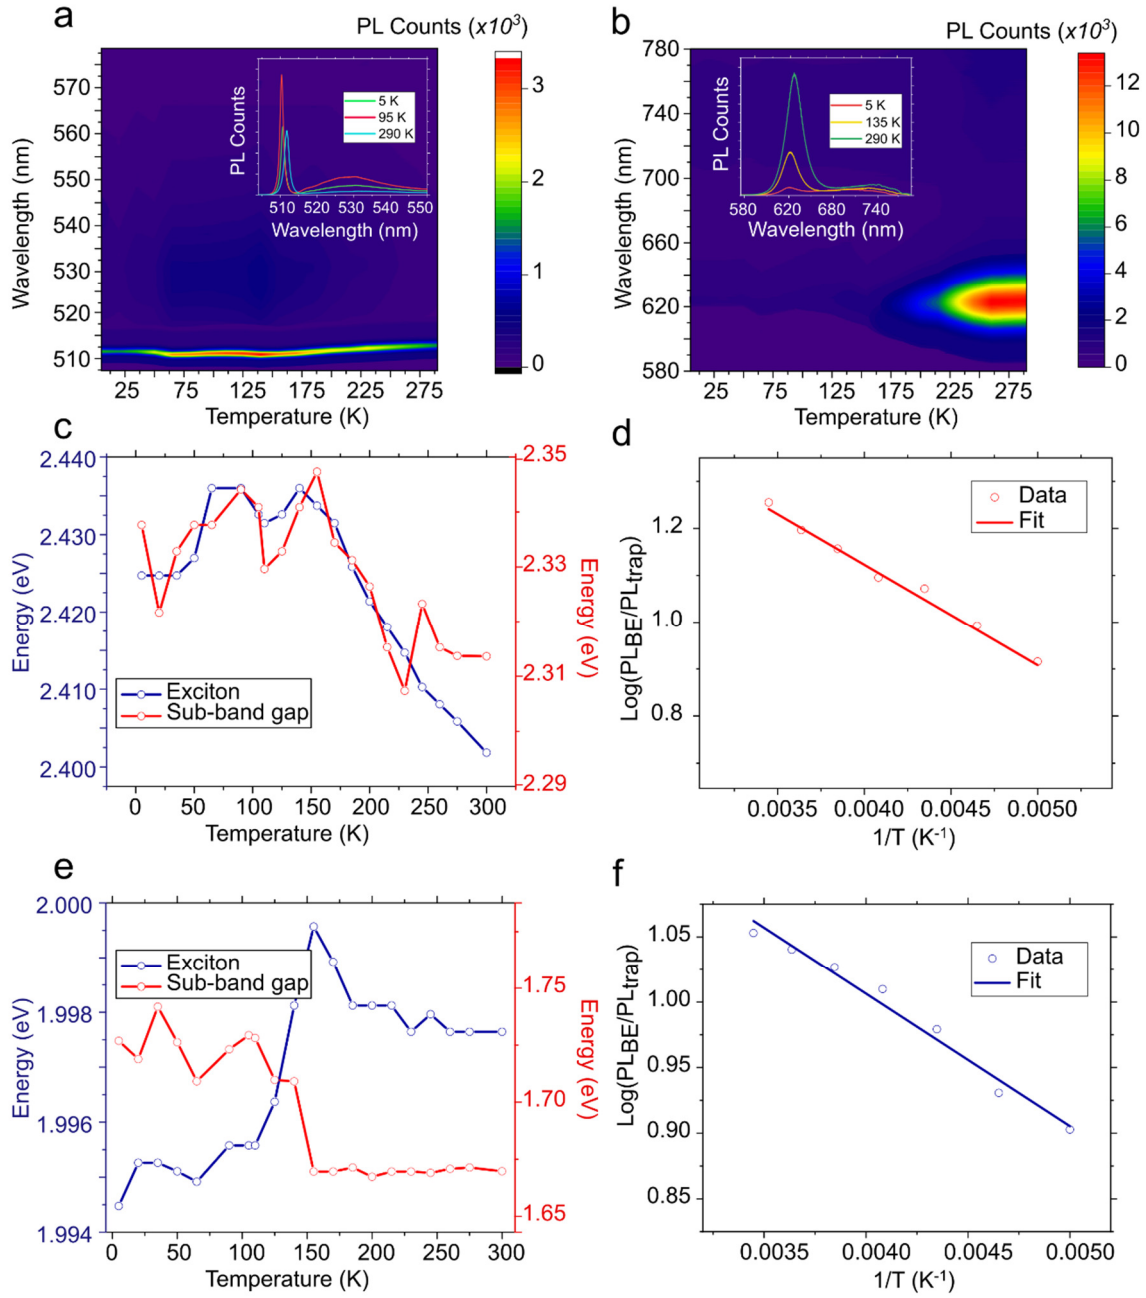 a
PL Counts (x10³)
570
560
550
540
530
520
510
Wavelength (nm)
25 75 125 175 225 275
Temperature (K)
3
2
1
0
PL Counts
5 K
95 K
290 K
510 520 530 540 550
Wavelength (nm)
b
PL Counts (x10³)
780
740
700
660
620
580
Wavelength (nm)
25 75 125 175 225 275
Temperature (K)
12
10
8
6
4
2
0
PL Counts
5 K
135 K
290 K
580 620 680 740
Wavelength (nm)
c
2.440
2.430
2.420
2.410
2.400
Energy (eV)
2.35
2.33
2.31
2.29
Energy (eV)
Exciton
Sub-band gap
0 50 100 150 200 250 300
Temperature (K)
d
Log(PLBE/PLtrap)
1.2
1.0
0.8
Data
Fit
0.0035 0.0040 0.0045 0.0050
1/T (K⁻¹)
e
2.000
1.998
1.996
1.994
Energy (eV)
1.75
1.70
1.65
Energy (eV)
Exciton
Sub-band gap
0 50 100 150 200 250 300
Temperature (K)
f
Log(PLBE/PLtrap)
1.05
1.00
0.95
0.90
0.85
Data
Fit
0.0035 0.0040 0.0045 0.0050
1/T (K⁻¹)